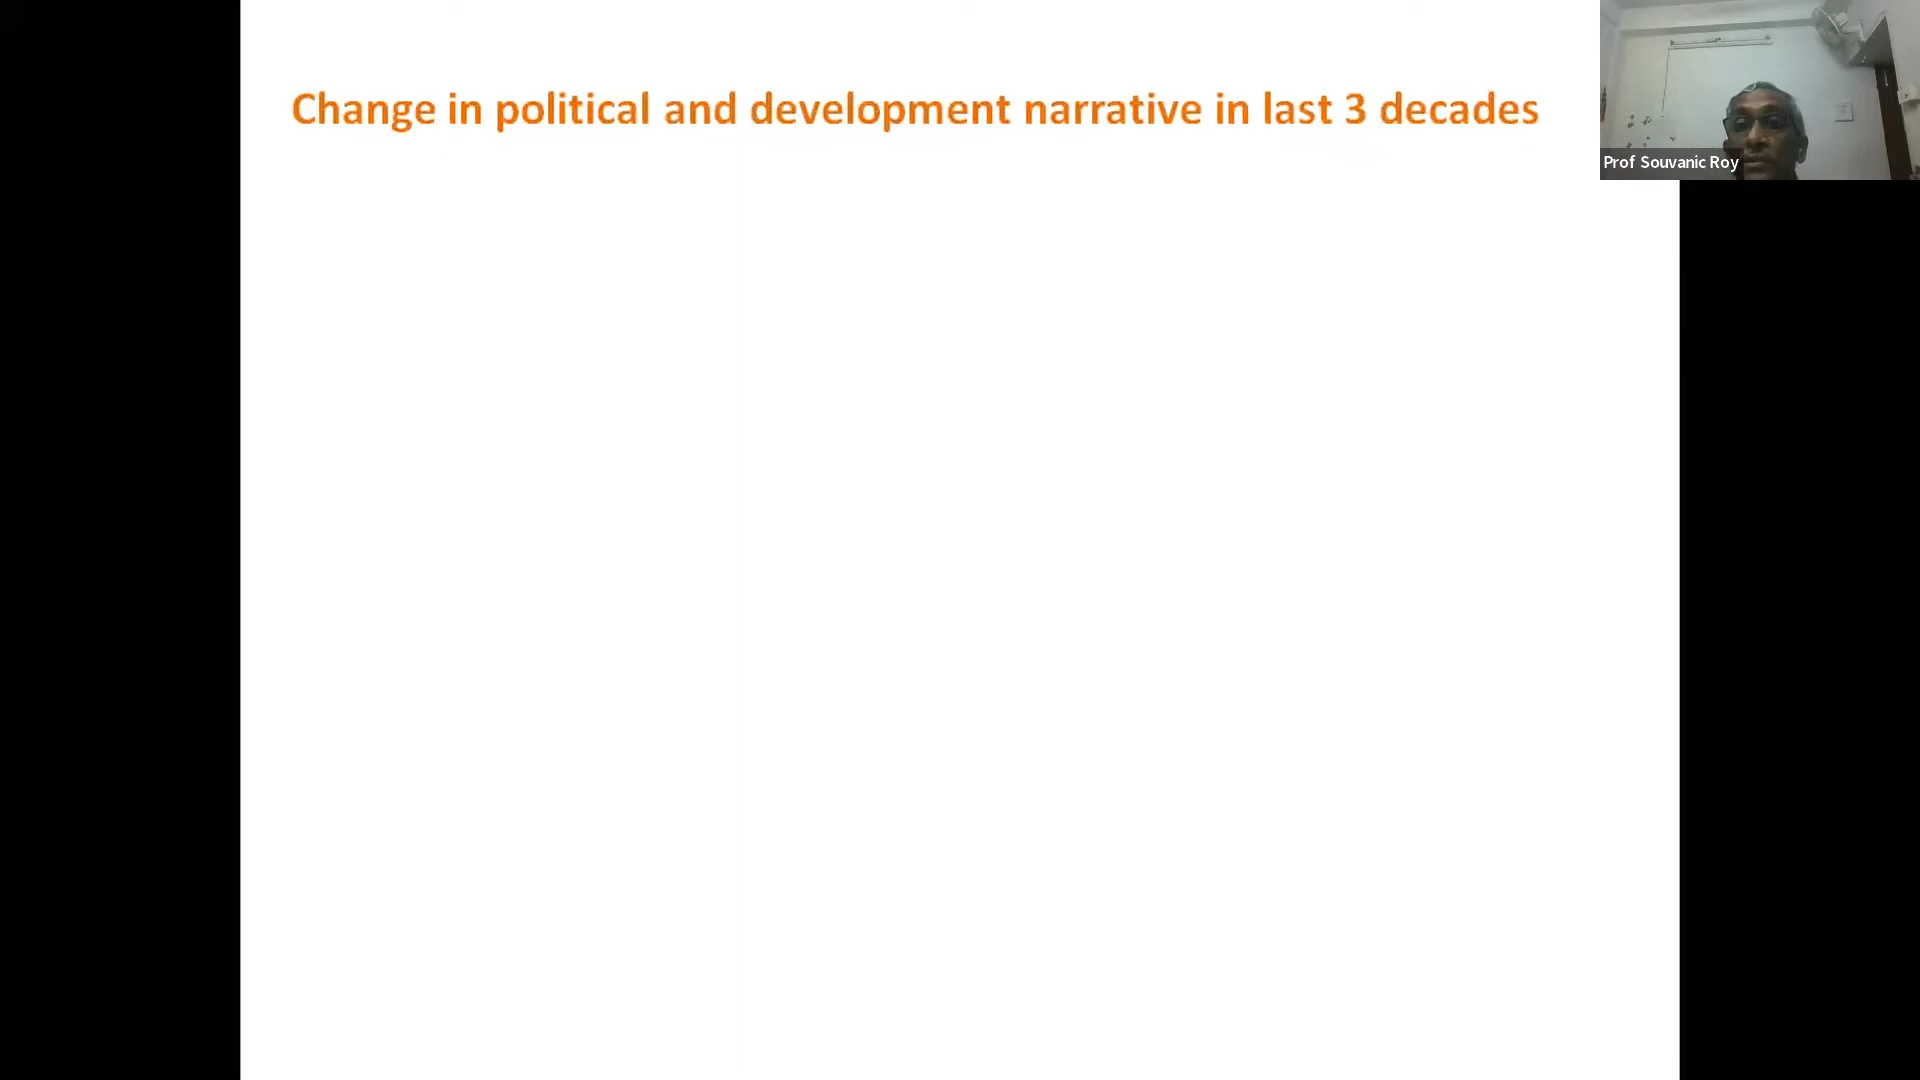 Change in political and development narrative in last 3 decades
Prof Souvanic Roy